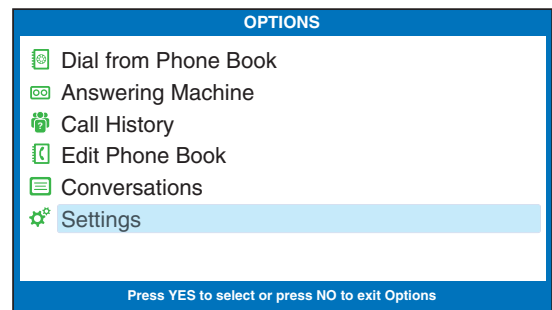 OPTIONS
Dial from Phone Book
Answering Machine
Call History
Edit Phone Book
Conversations
Settings
Press YES to select or press NO to exit Options